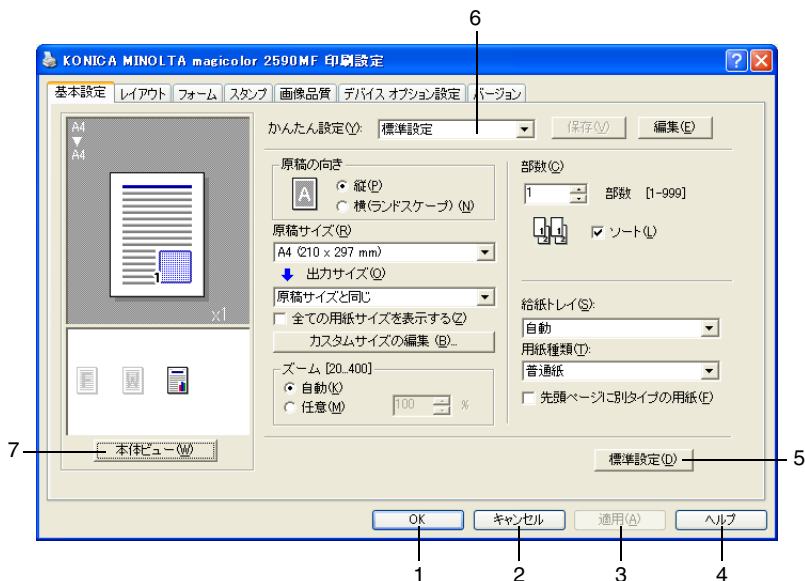 6
KONICA MINOLTA magicolor 2590MF 印刷設定
基本設定 レイアウト フォーム スタンプ 画像品質 デバイス オプション設定 バージョン
A4
A4
1
x1
かんたん設定(Y): 標準設定 保存(V) 編集(E)
原稿の向き
A
縦(P)
横(ランドスケープ) (N)
原稿サイズ(R)
A4 (210 x 297 mm)
出力サイズ(O)
原稿サイズと同じ
全ての用紙サイズを表示する(Z)
カスタムサイズの編集 (B)...
ズーム [20..400]
自動(K)
任意(M) 100 %
部数(C)
1 部数 [1-999]
1 2 1 2
ソート(L)
給紙トレイ(S):
自動
用紙種類(T):
普通紙
先頭ページに別タイプの用紙(F)
F W
7
本体ビュー(W)
標準設定(D)
5
OK キャンセル 適用(A) ヘルプ
1 2 3 4